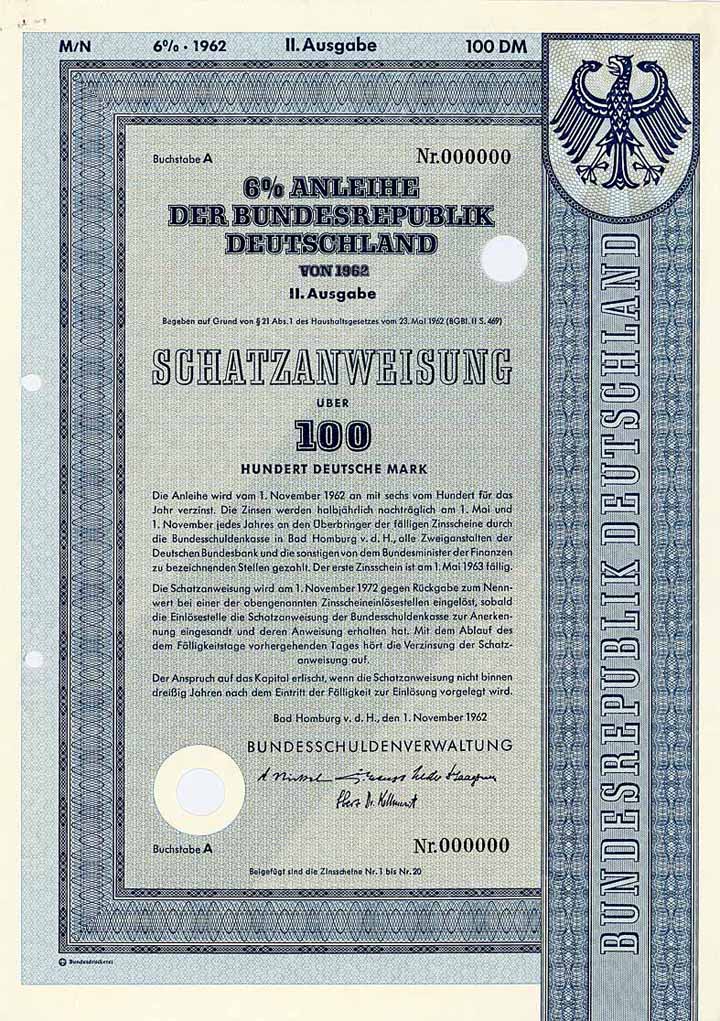 M/N 6% · 1962 II. Ausgabe 100 DM
Buchstabe A Nr.000000
6% ANLEIHE
DER BUNDESREPUBLIK
DEUTSCHLAND
VON 1962
II. Ausgabe
Begeben auf Grund von § 21 Abs. 1 des Haushaltsgesetzes vom 23. Mai 1962 (BGBl. II S. 469)
SCHATZANWEISUNG
ÜBER
100
HUNDERT DEUTSCHE MARK
Die Anleihe wird vom 1. November 1962 an mit sechs vom Hundert für das
Jahr verzinst. Die Zinsen werden halbjährlich nachträglich am 1. Mai und
1. November jedes Jahres an den Überbringer der fälligen Zinsscheine durch
die Bundesschuldenkasse in Bad Homburg v. d. H., alle Zweiganstalten der
Deutschen Bundesbank und die sonstigen von dem Bundesminister der Finanzen
zu bezeichnenden Stellen gezahlt. Der erste Zinsschein ist am 1. Mai 1963 fällig.
Die Schatzanweisung wird am 1. November 1972 gegen Rückgabe zum Nenn-
wert bei einer der obengenannten Zinsscheineinlösestellen eingelöst, sobald
die Einlösestelle die Schatzanweisung der Bundesschuldenkasse zur Anerken-
nung eingesandt und deren Anweisung erhalten hat. Mit dem Ablauf des
dem Fälligkeitstage vorhergehenden Tages hört die Verzinsung der Schatz-
anweisung auf.
Der Anspruch auf das Kapital erlischt, wenn die Schatzanweisung nicht binnen
dreißig Jahren nach dem Eintritt der Fälligkeit zur Einlösung vorgelegt wird.
Bad Homburg v. d. H., den 1. November 1962
BUNDESSCHULDENVERWALTUNG
Buchstabe A Nr.000000
Beigefügt sind die Zinsscheine Nr. 1 bis Nr. 20
Bundesdruckerei
BUNDESREPUBLIK DEUTSCHLAND